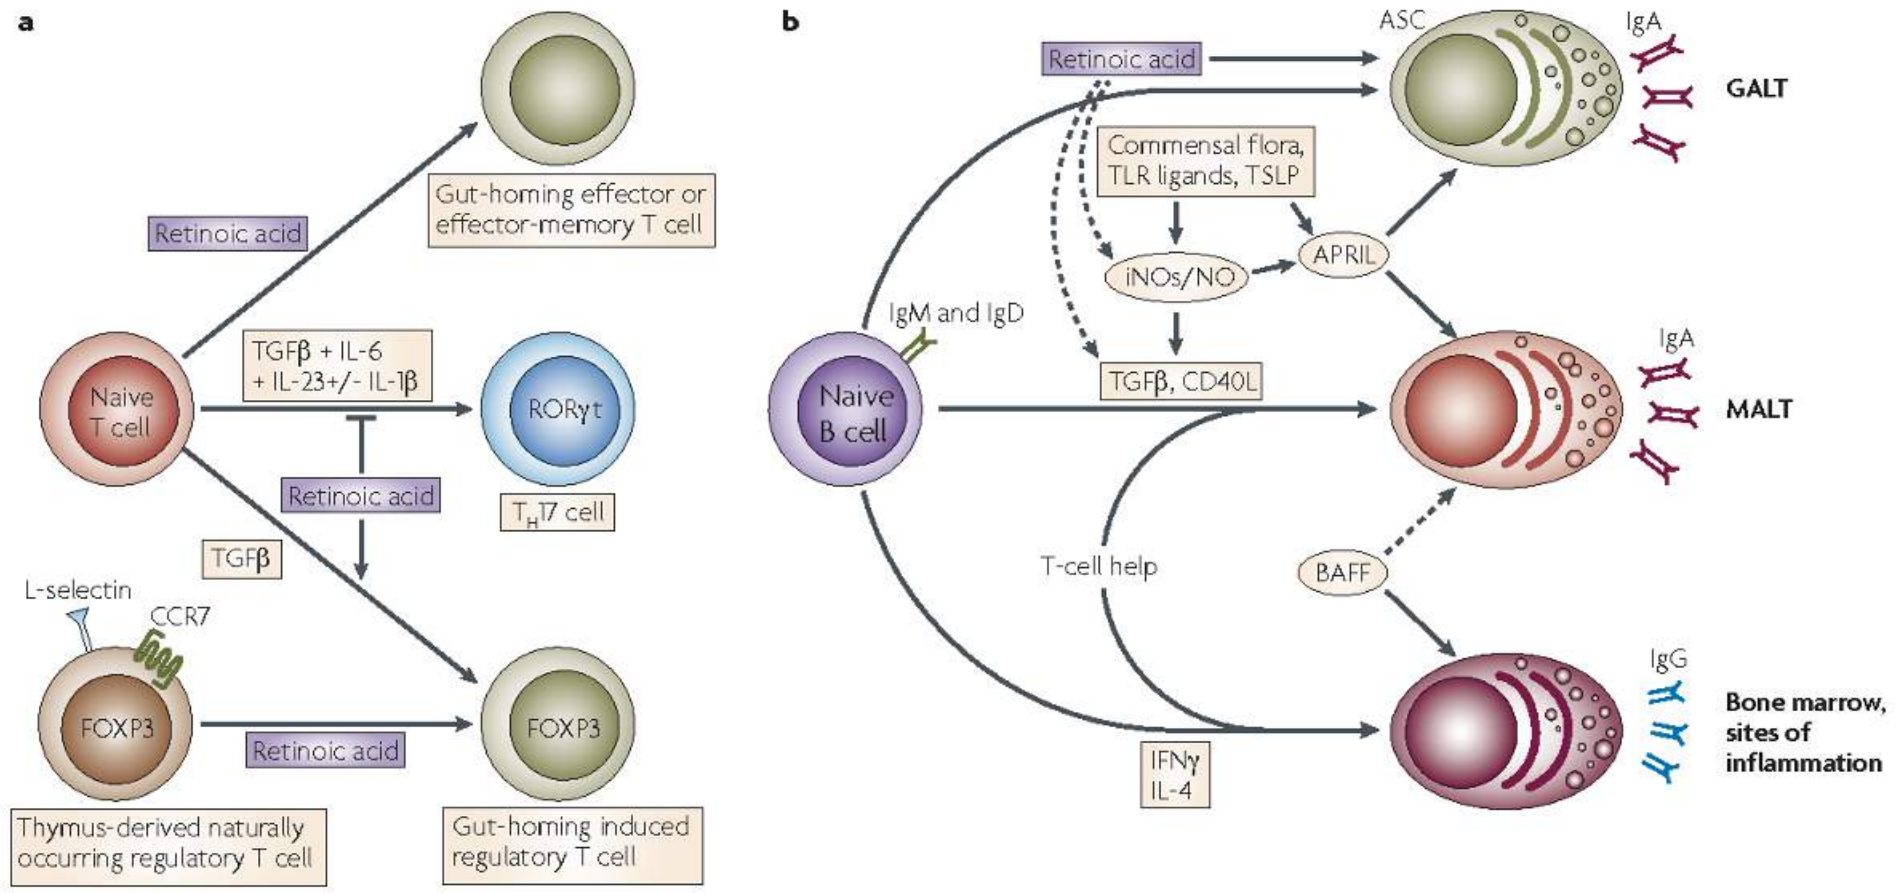 a
Gut-homing effector or
effector-memory T cell
Retinoic acid
TGFβ + IL-6
+ IL-23+/- IL-1β
Naive
T cell
RORγt
Retinoic acid
TH17 cell
TGFβ
L-selectin
CCR7
FOXP3
Retinoic acid
FOXP3
Thymus-derived naturally
occurring regulatory T cell
Gut-homing induced
regulatory T cell
b
ASC
IgA
Retinoic acid
GALT
Commensal flora,
TLR ligands, TSLP
APRIL
iNOs/NO
IgM and IgD
IgA
TGFβ, CD40L
Naive
B cell
MALT
T-cell help
BAFF
IgG
IFNγ
IL-4
Bone marrow,
sites of
inflammation